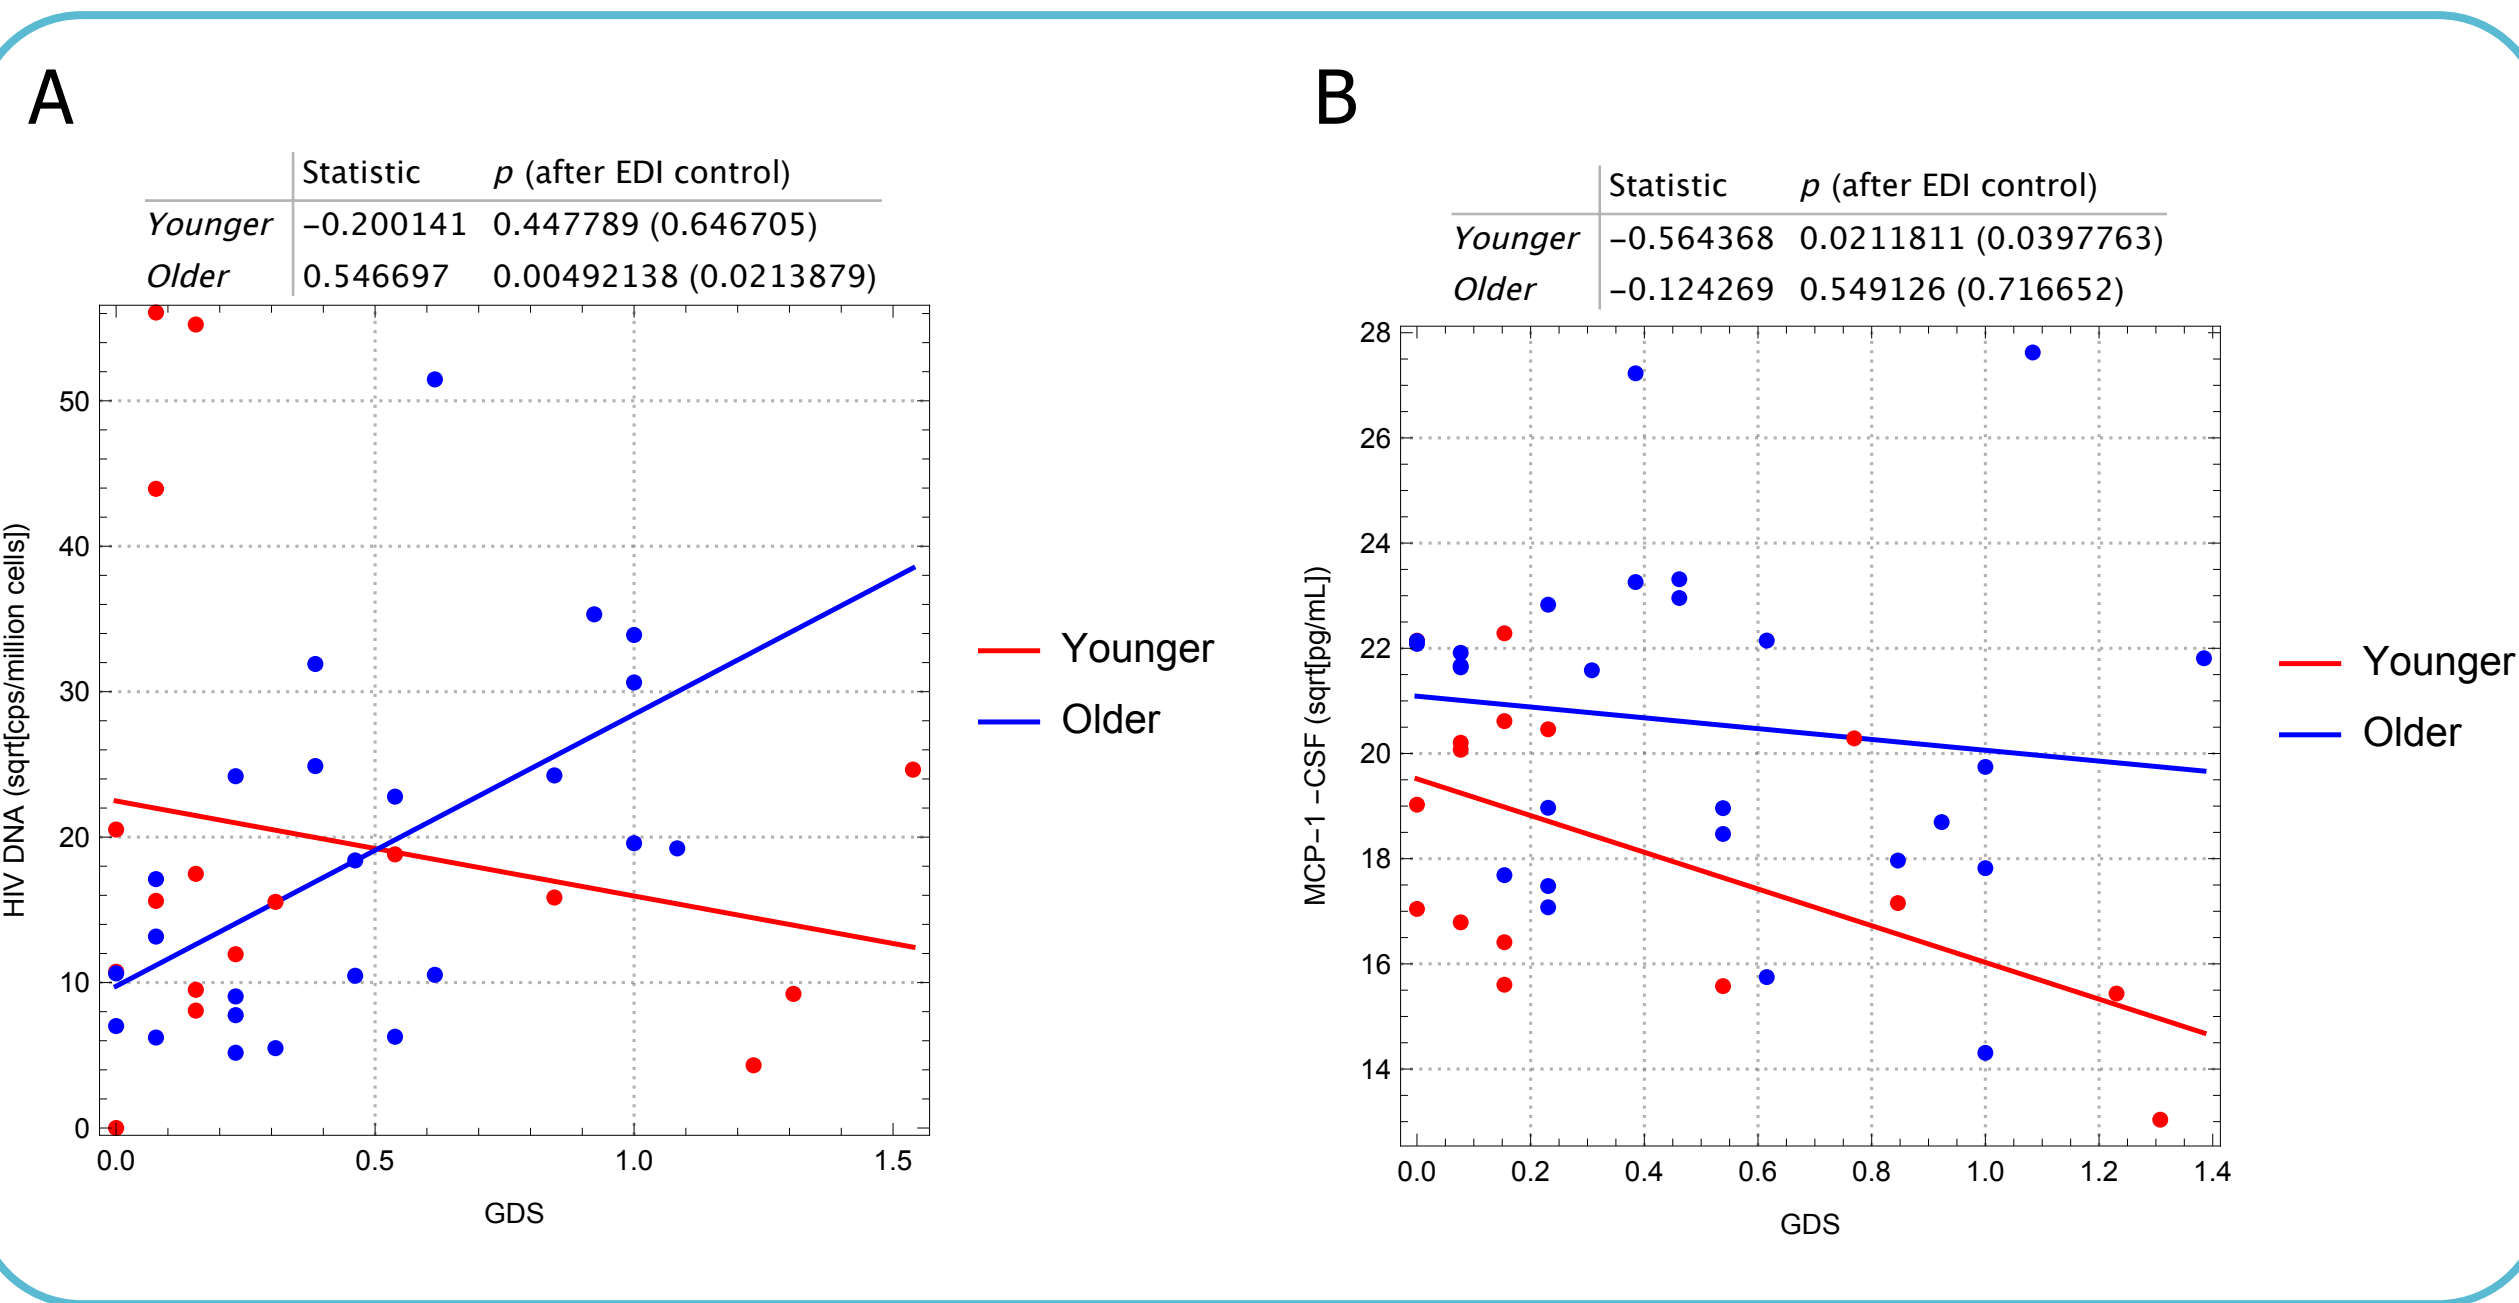 A
Statistic p (after EDI control)
Younger −0.200141 0.447789 (0.646705)
Older 0.546697 0.00492138 (0.0213879)
50
40
30
20
10
0
HIV DNA (sqrt[cps/million cells])
0.0 0.5 1.0 1.5
GDS
Younger
Older
B
Statistic p (after EDI control)
Younger −0.564368 0.0211811 (0.0397763)
Older −0.124269 0.549126 (0.716652)
28
26
24
22
20
18
16
14
MCP−1 −CSF (sqrt[pg/mL])
0.0 0.2 0.4 0.6 0.8 1.0 1.2 1.4
GDS
Younger
Older